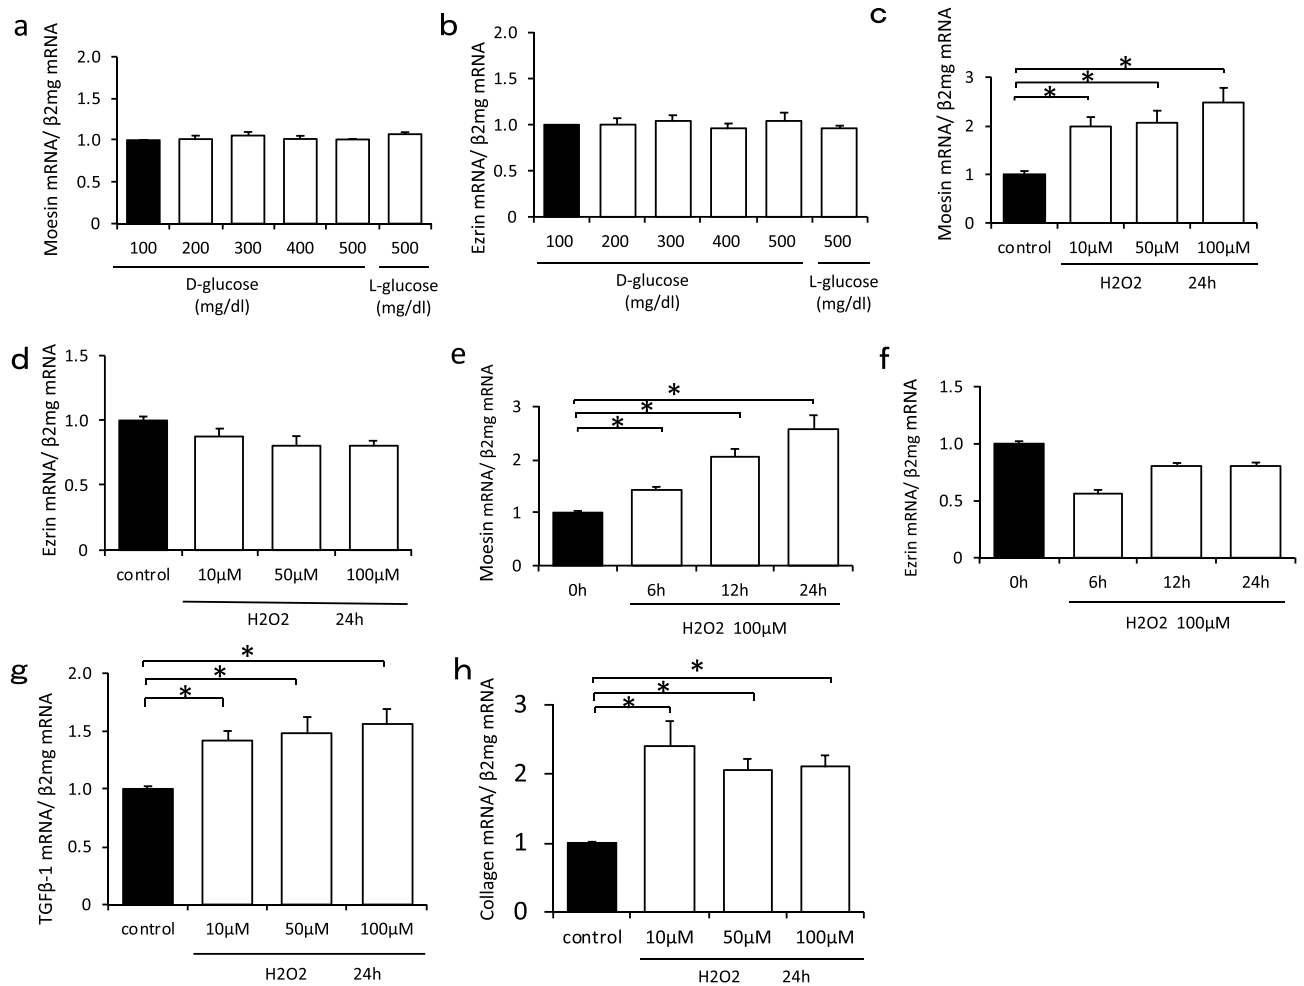 a
Moesin mRNA/ β2mg mRNA
2.0
1.5
1.0
0.5
0
100 200 300 400 500 500
D-glucose (mg/dl)
L-glucose (mg/dl)
b
Ezrin mRNA/ β2mg mRNA
2.0
1.5
1.0
0.5
0
100 200 300 400 500 500
D-glucose (mg/dl)
L-glucose (mg/dl)
c
Moesin mRNA/ β2mg mRNA
3
2
1
0
* * *
control 10μM 50μM 100μM
H2O2 24h
d
Ezrin mRNA/ β2mg mRNA
1.5
1.0
0.5
0
control 10μM 50μM 100μM
H2O2 24h
e
Moesin mRNA/ β2mg mRNA
3
2
1
0
* * *
0h 6h 12h 24h
H2O2 100μM
f
Ezrin mRNA/ β2mg mRNA
1.5
1.0
0.5
0
0h 6h 12h 24h
H2O2 100μM
g
TGFβ-1 mRNA/ β2mg mRNA
2.0
1.5
1.0
0.5
0
* * *
control 10μM 50μM 100μM
H2O2 24h
h
Collagen mRNA/ β2mg mRNA
3
2
1
0
* * *
control 10μM 50μM 100μM
H2O2 24h